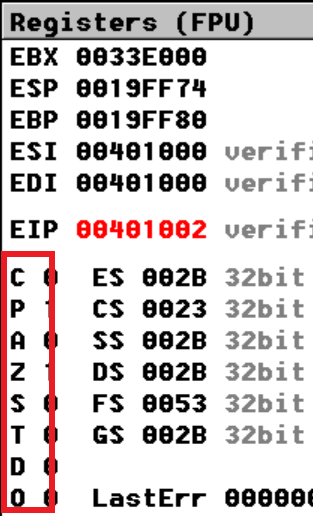 Registers (FPU)
EBX 0033E000
ESP 0019FF74
EBP 0019FF80
ESI 00401000 verifi
EDI 00401000 verifi
EIP 00401002 verifi
C 0 ES 002B 32bit
P 1 CS 0023 32bit
A 0 SS 002B 32bit
Z 1 DS 002B 32bit
S 0 FS 0053 32bit
T 0 GS 002B 32bit
D 0
O 0 LastErr 000000